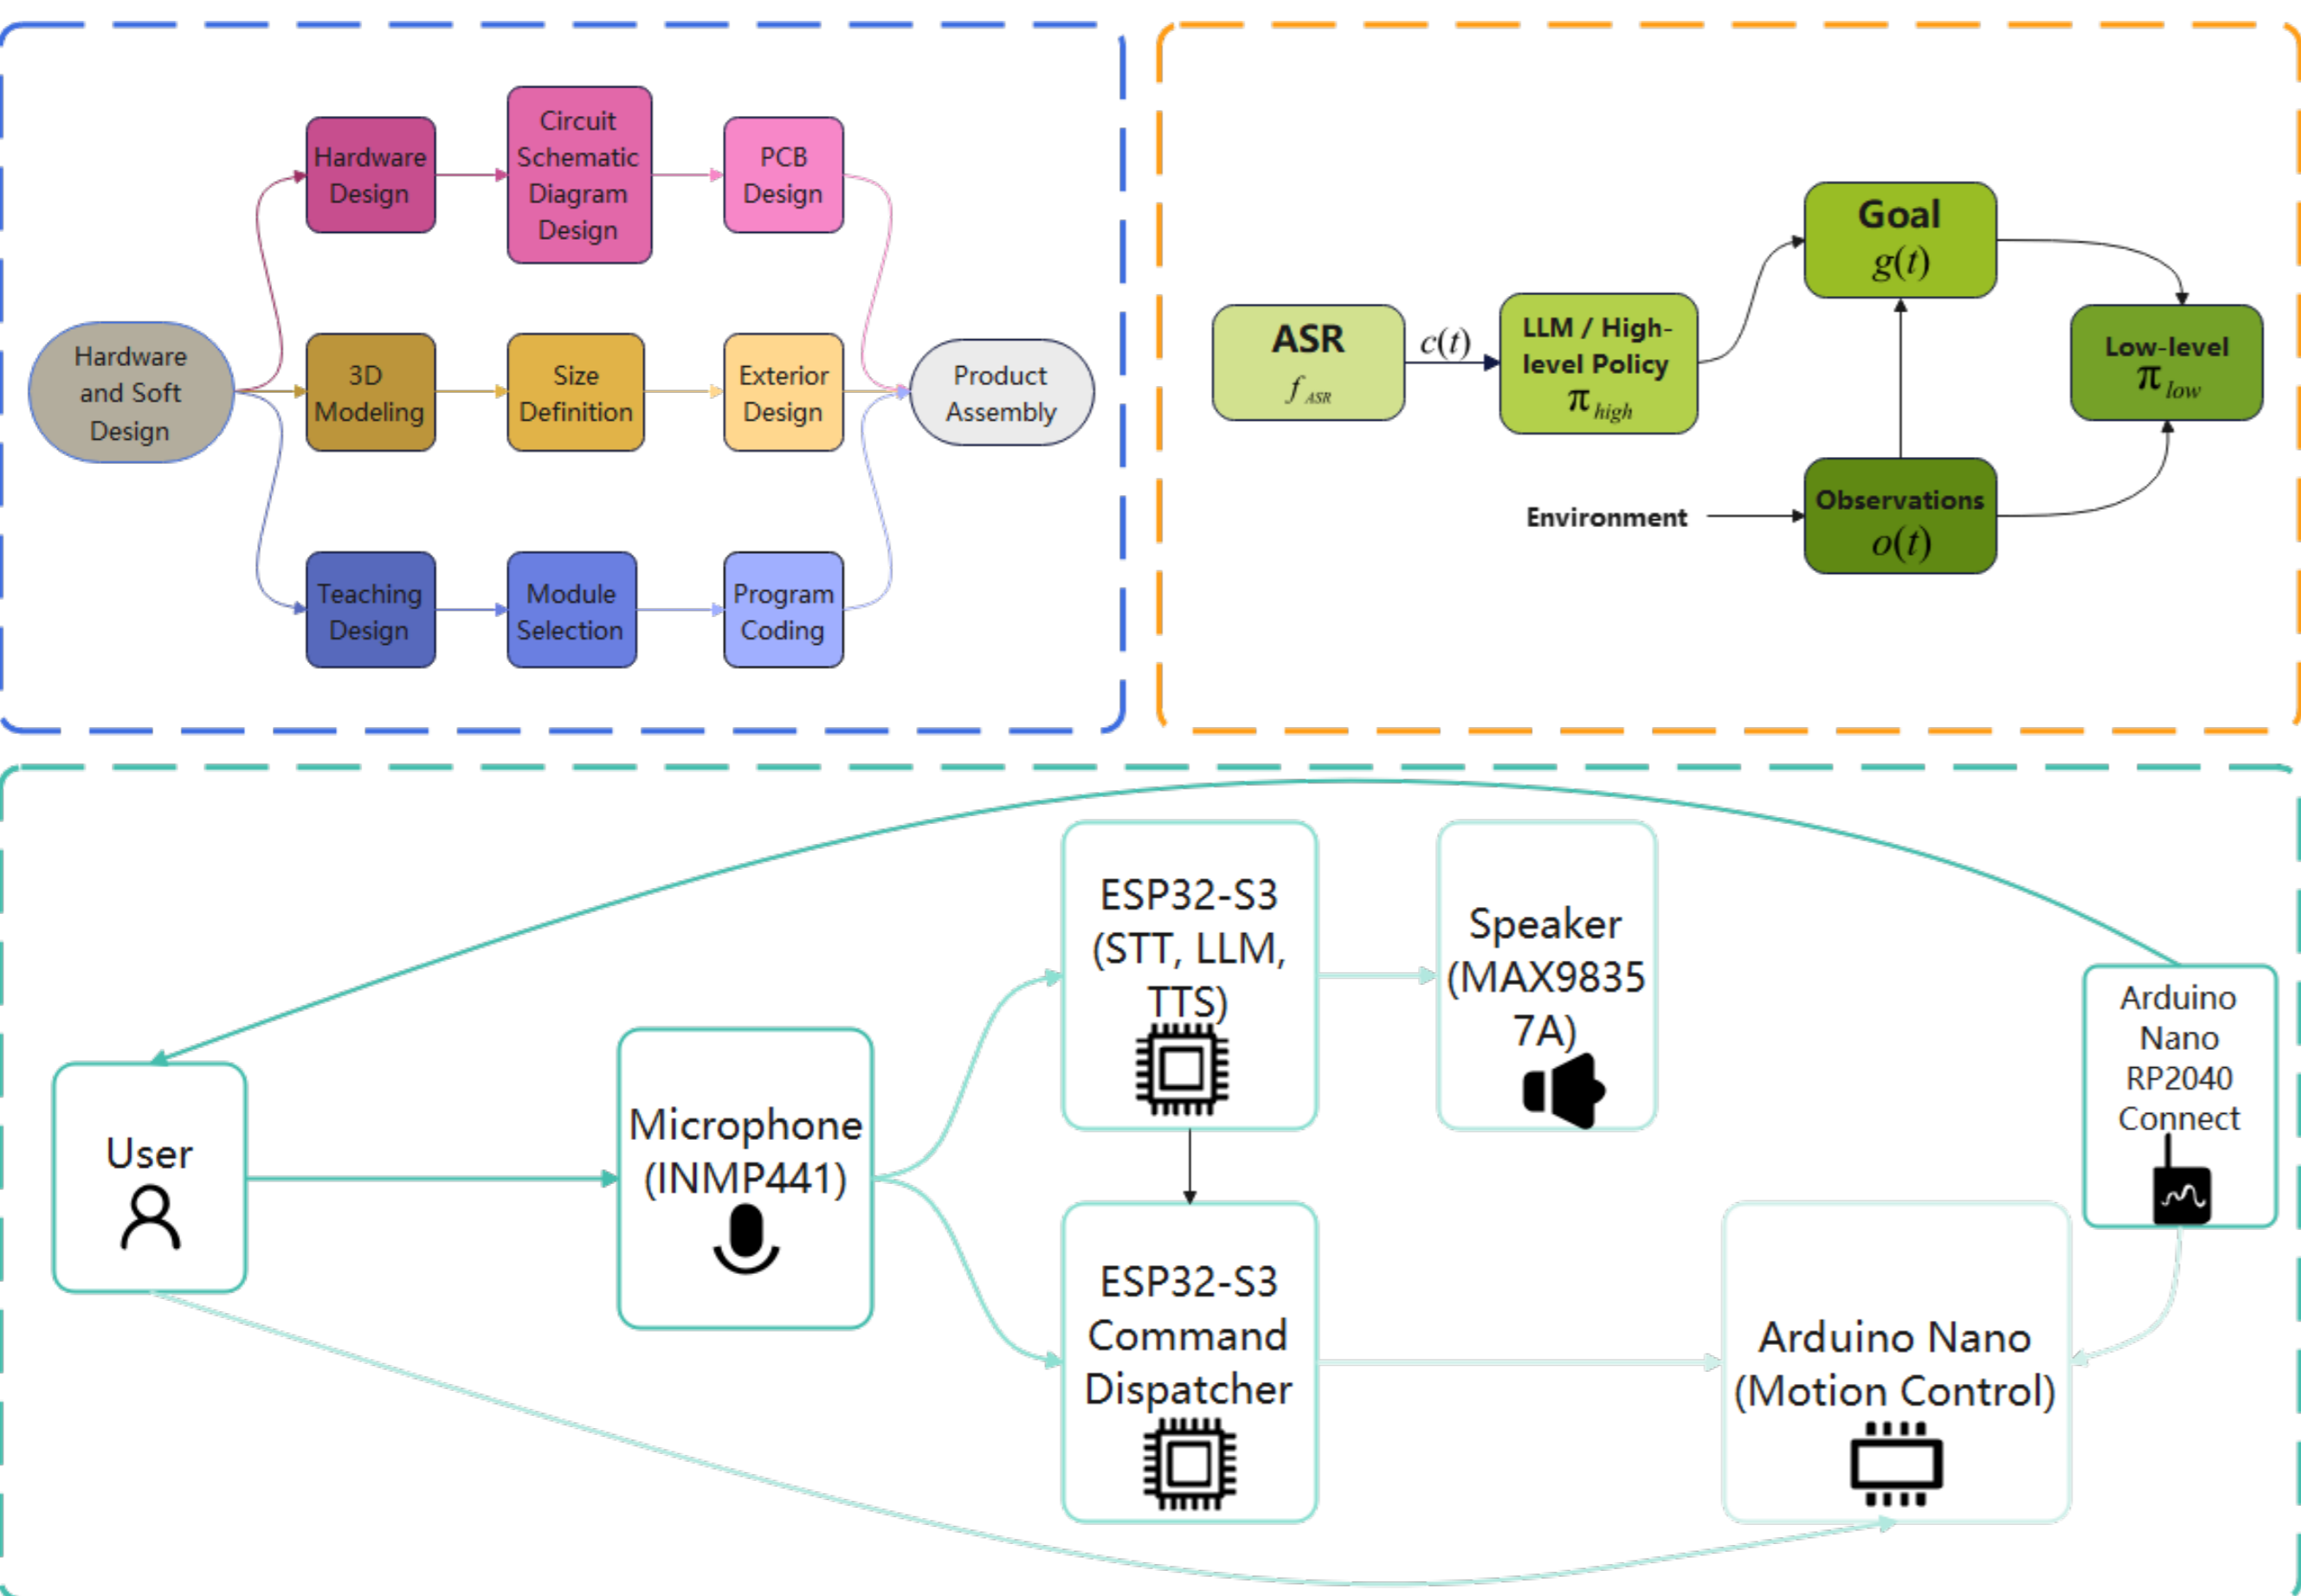 Hardware
and Soft
Design
Hardware
Design
Circuit
Schematic
Diagram
Design
PCB
Design
3D
Modeling
Size
Definition
Exterior
Design
Teaching
Design
Module
Selection
Program
Coding
Product
Assembly
ASR
f ASR
c(t)
LLM / High-
level Policy
π high
Goal
g(t)
Environment
Observations
o(t)
Low-level
π low
User
Microphone
(INMP441)
ESP32-S3
(STT, LLM,
TTS)
Speaker
(MAX9835
7A)
ESP32-S3
Command
Dispatcher
Arduino Nano
(Motion Control)
Arduino
Nano
RP2040
Connect